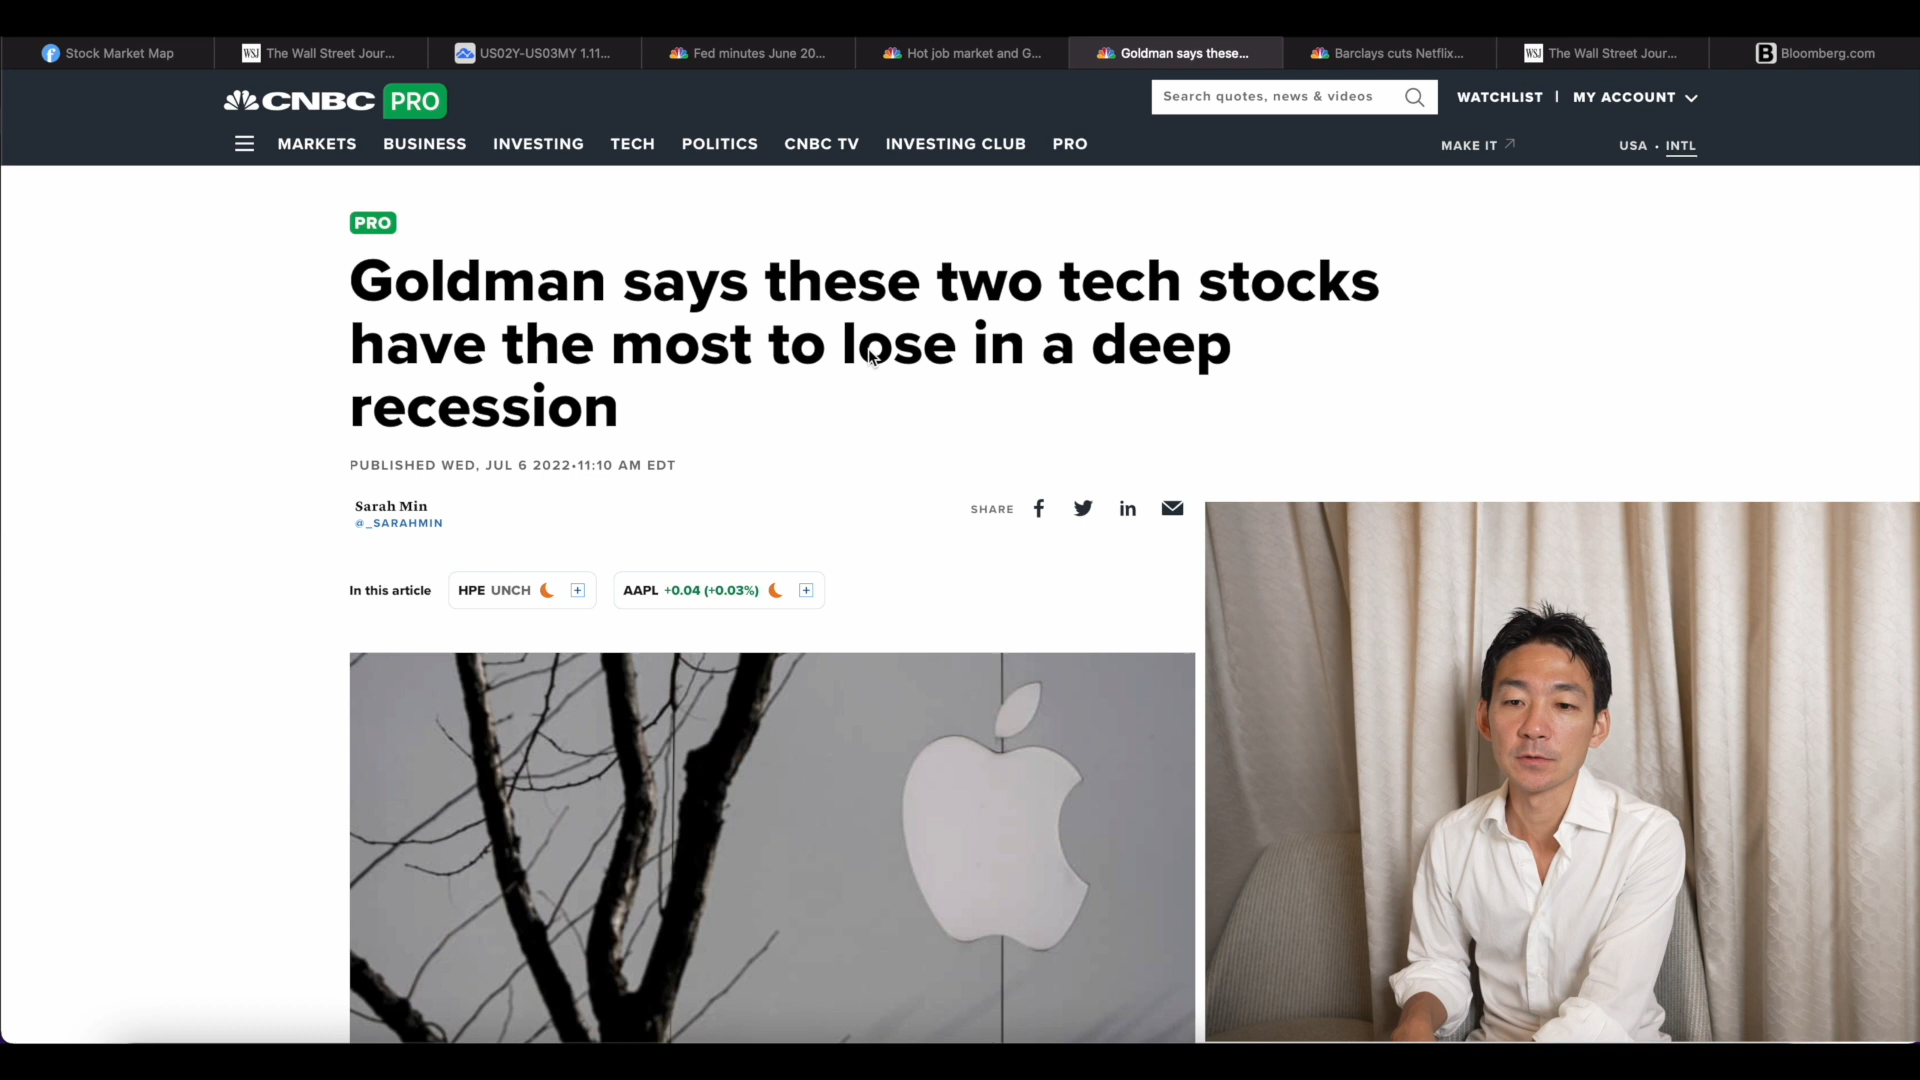 Stock Market Map
WSJ The Wall Street Jour...
US02Y-US03MY 1.11...
Fed minutes June 20...
Hot job market and G...
Goldman says these...
Barclays cuts Netflix...
WSJ The Wall Street Jour...
B Bloomberg.com
CNBC PRO
Search quotes, news & videos
WATCHLIST | MY ACCOUNT
MARKETS BUSINESS INVESTING TECH POLITICS CNBC TV INVESTING CLUB PRO
MAKE IT
USA • INTL
PRO
Goldman says these two tech stocks
have the most to lose in a deep
recession
PUBLISHED WED, JUL 6 2022•11:10 AM EDT
Sarah Min
@_SARAHMIN
SHARE
In this article
HPE UNCH
AAPL +0.04 (+0.03%)